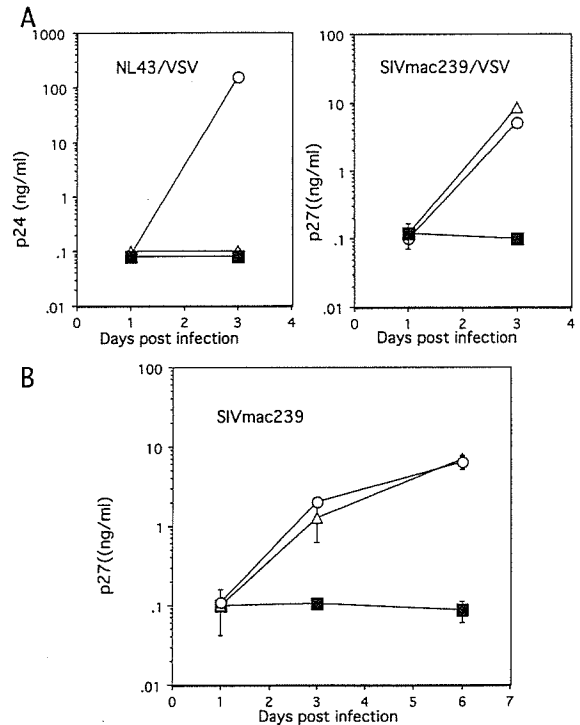 A
NL43/VSV
p24 (ng/ml)
1000
100
10
1
.1
.01
0 1 2 3 4
Days post infection
SIVmac239/VSV
p27((ng/ml)
100
10
1
.1
.01
0 1 2 3 4
Days post infection
B
SIVmac239
p27((ng/ml)
100
10
1
.1
.01
0 1 2 3 4 5 6 7
Days post infection